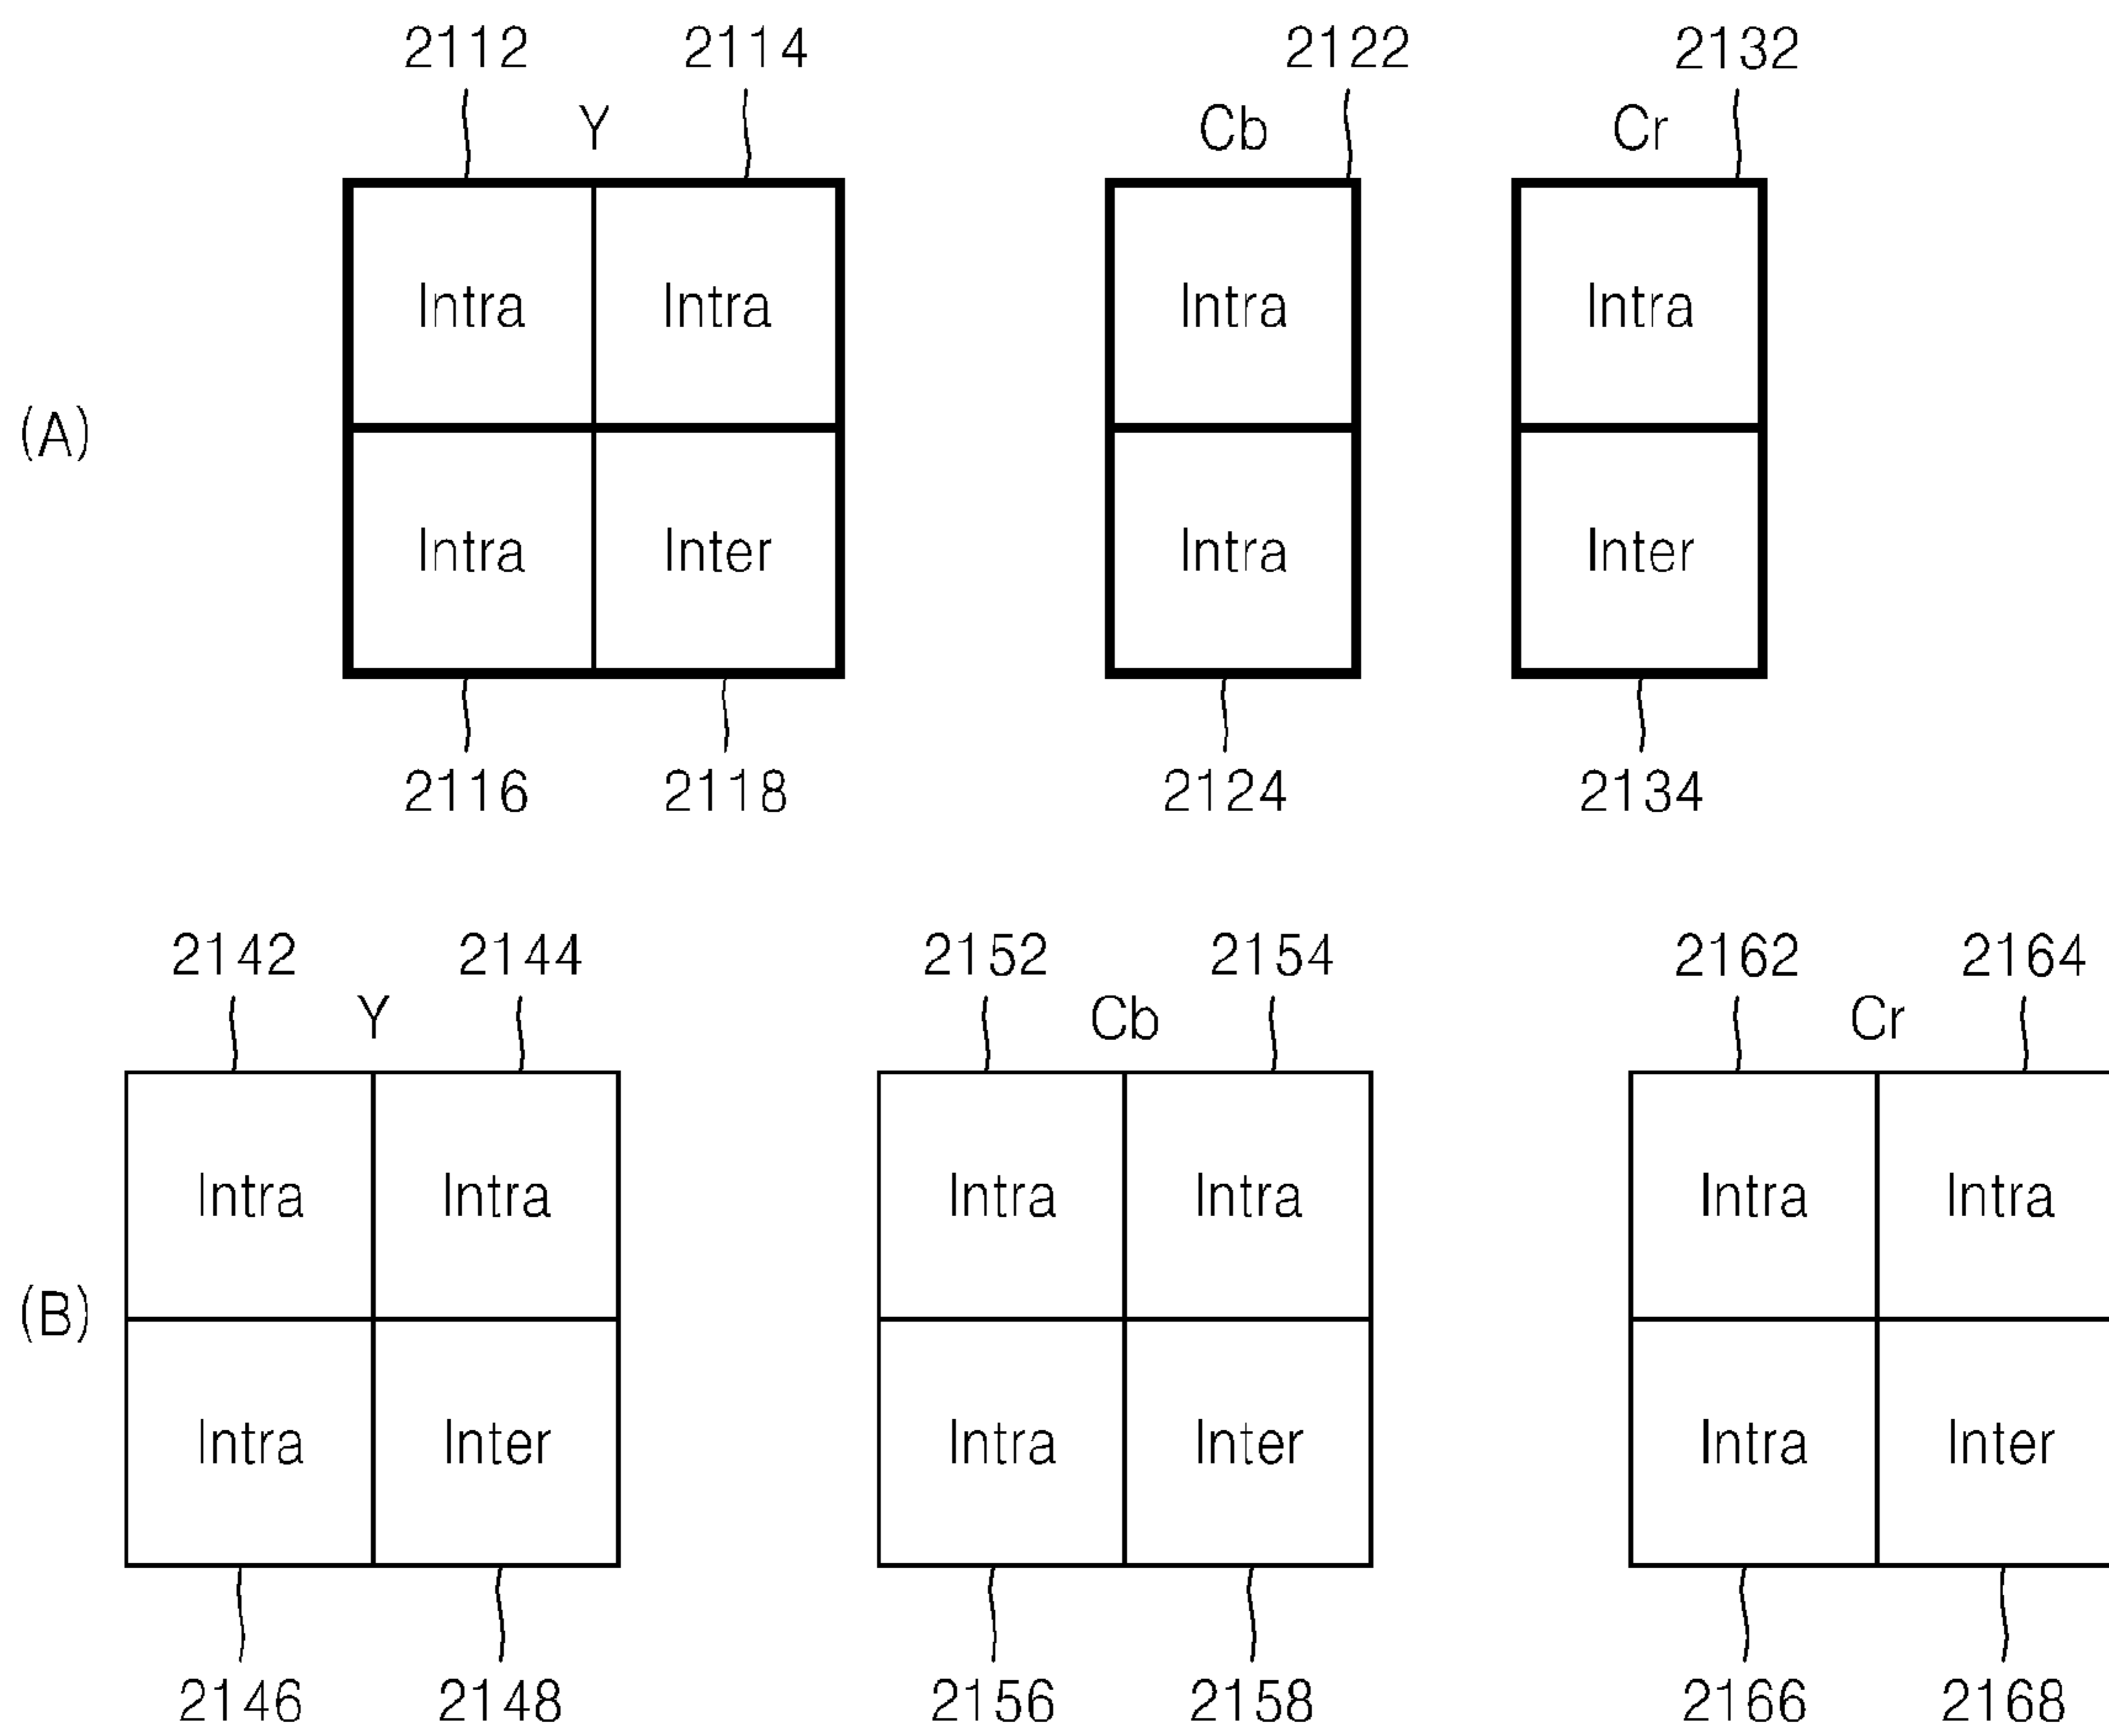 2112 2114 2122 2132
Y Cb Cr
Intra Intra Intra Intra
(A)
Intra Inter Intra Inter
2116 2118 2124 2134
2142 2144 2152 2154 2162 2164
Y Cb Cr
Intra Intra Intra Intra Intra Intra
(B)
Intra Inter Intra Inter Intra Inter
2146 2148 2156 2158 2166 2168